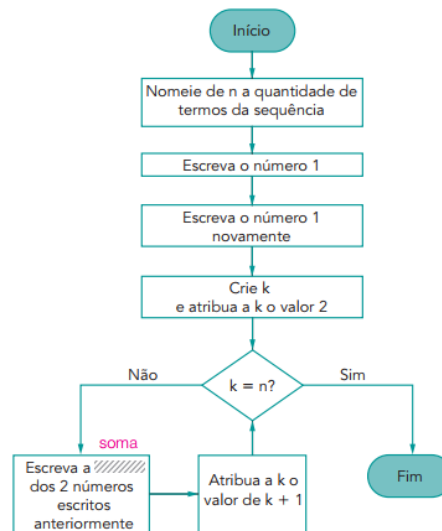 Início
Nomeie de n a quantidade de
termos da sequência
Escreva o número 1
Escreva o número 1
novamente
Crie k
e atribua a k o valor 2
k = n?
Não
Sim
soma
Escreva a
dos 2 números
escritos
anteriormente
Atribua a k o
valor de k + 1
Fim